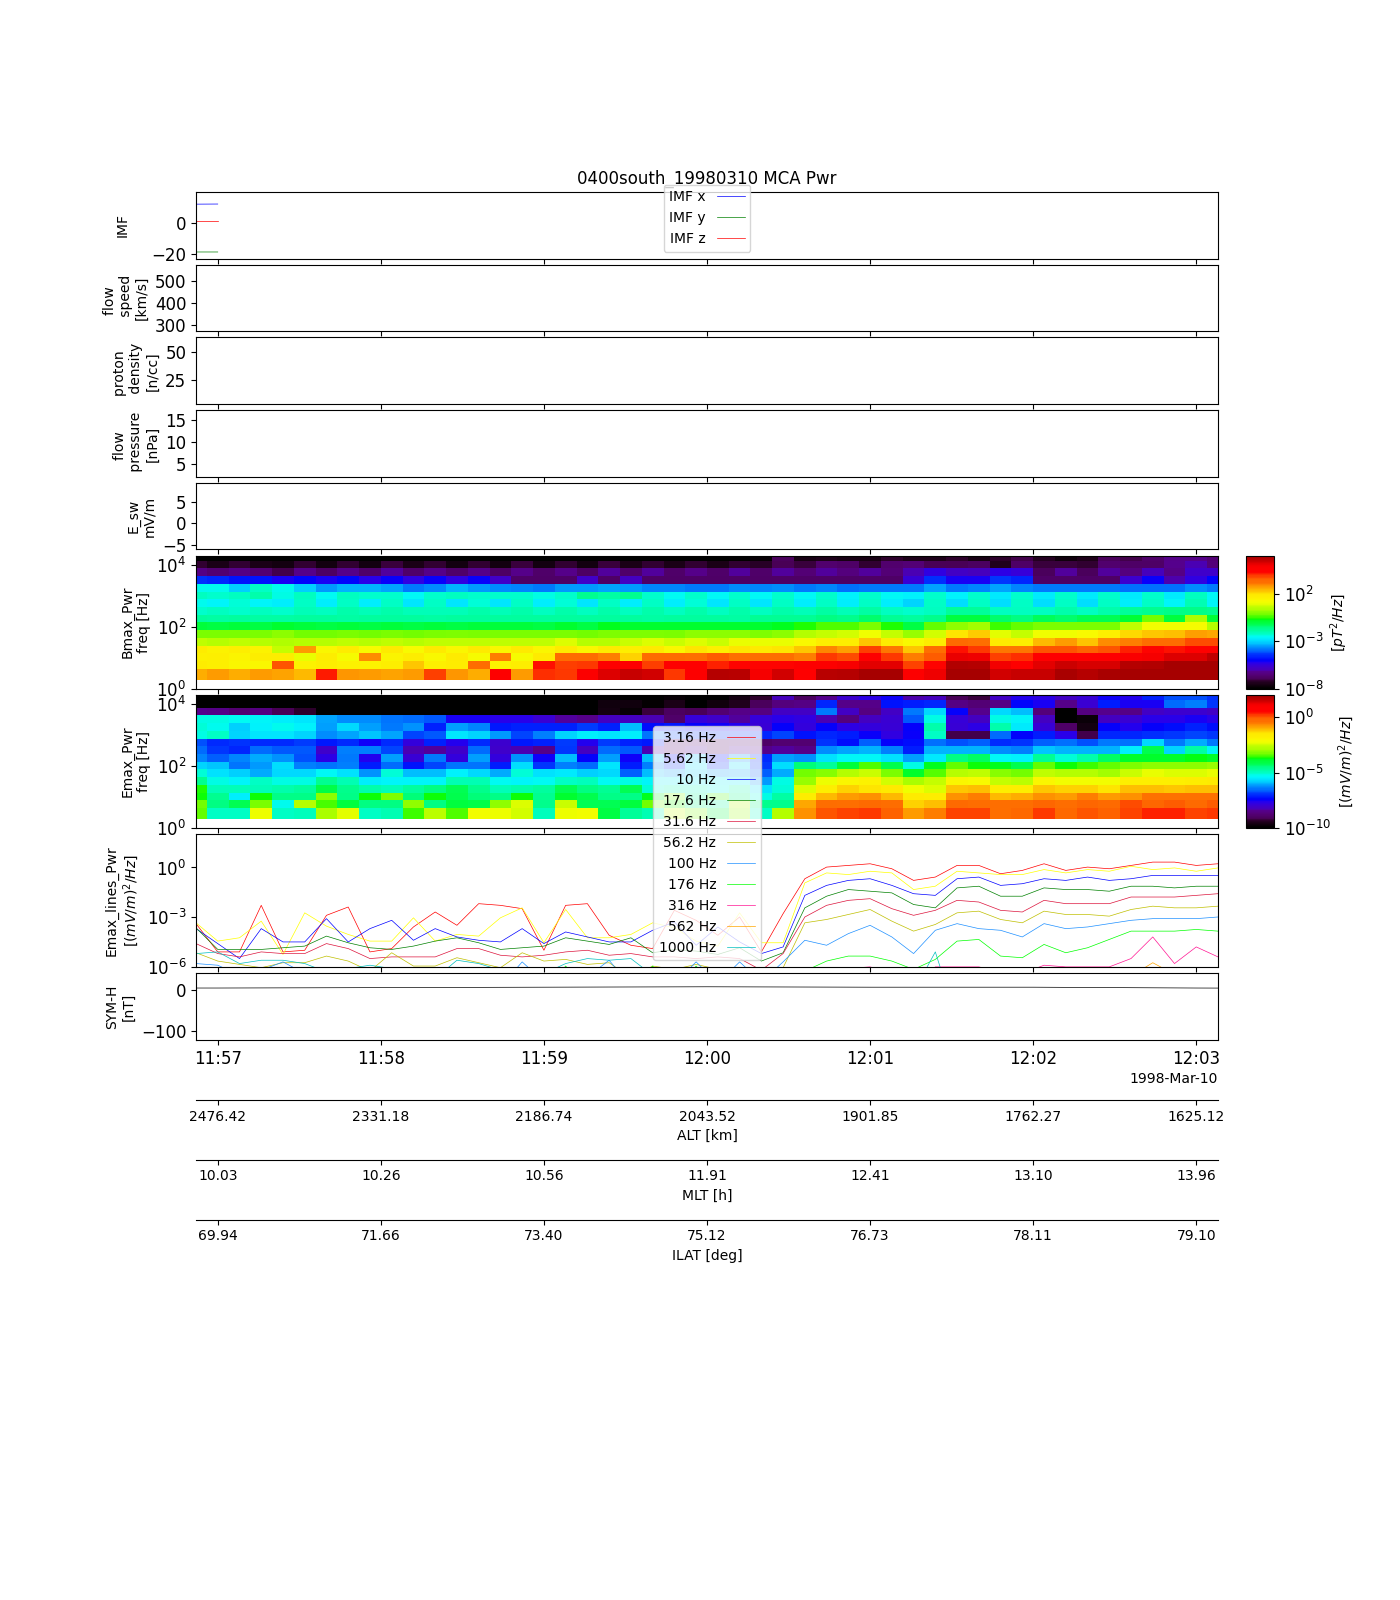 0400south_19980310 MCA Pwr
IMF x
IMF y
IMF z
IMF
0
−20
flow
speed
[km/s]
500
400
300
proton
density
[n/cc]
50
25
flow
pressure
[nPa]
15
10
5
E_sw
mV/m
5
0
−5
Bmax_Pwr
freq [Hz]
10^4
10^2
10^0
10^2
10^−3
10^−8
[pT^2/Hz]
Emax_Pwr
freq [Hz]
10^4
10^2
10^0
10^0
10^−5
10^−10
[(mV/m)^2/Hz]
3.16 Hz
5.62 Hz
10 Hz
17.6 Hz
31.6 Hz
56.2 Hz
100 Hz
176 Hz
316 Hz
562 Hz
1000 Hz
Emax_lines_Pwr
[(mV/m)^2/Hz]
10^0
10^−3
10^−6
SYM-H
[nT]
0
−100
11:57 11:58 11:59 12:00 12:01 12:02 12:03
1998-Mar-10
2476.42 2331.18 2186.74 2043.52 1901.85 1762.27 1625.12
ALT [km]
10.03 10.26 10.56 11.91 12.41 13.10 13.96
MLT [h]
69.94 71.66 73.40 75.12 76.73 78.11 79.10
ILAT [deg]